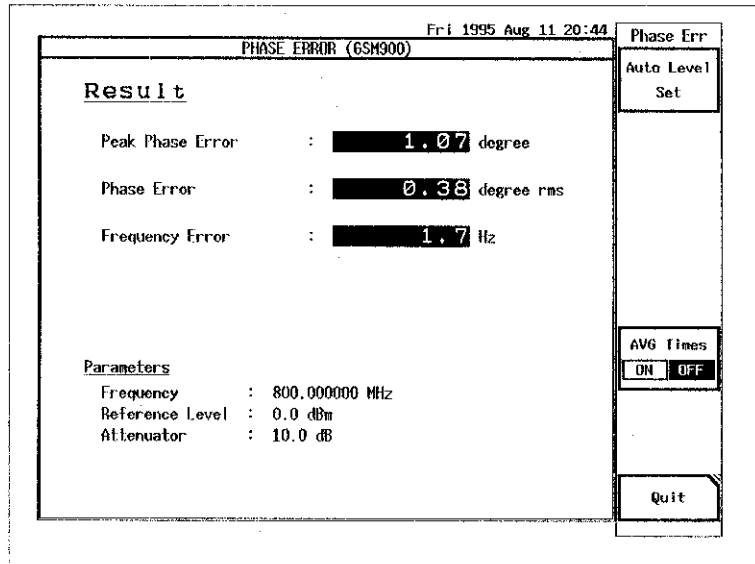 Fri 1995 Aug 11 20:44
PHASE ERROR (GSM900)
Result
Peak Phase Error : 1.07 degree
Phase Error : 0.38 degree rms
Frequency Error : 1.7 Hz
Parameters
Frequency : 800.000000 MHz
Reference Level : 0.0 dBm
Attenuator : 10.0 dB
Phase Err
Auto Level
Set
AVG Times
ON OFF
Quit